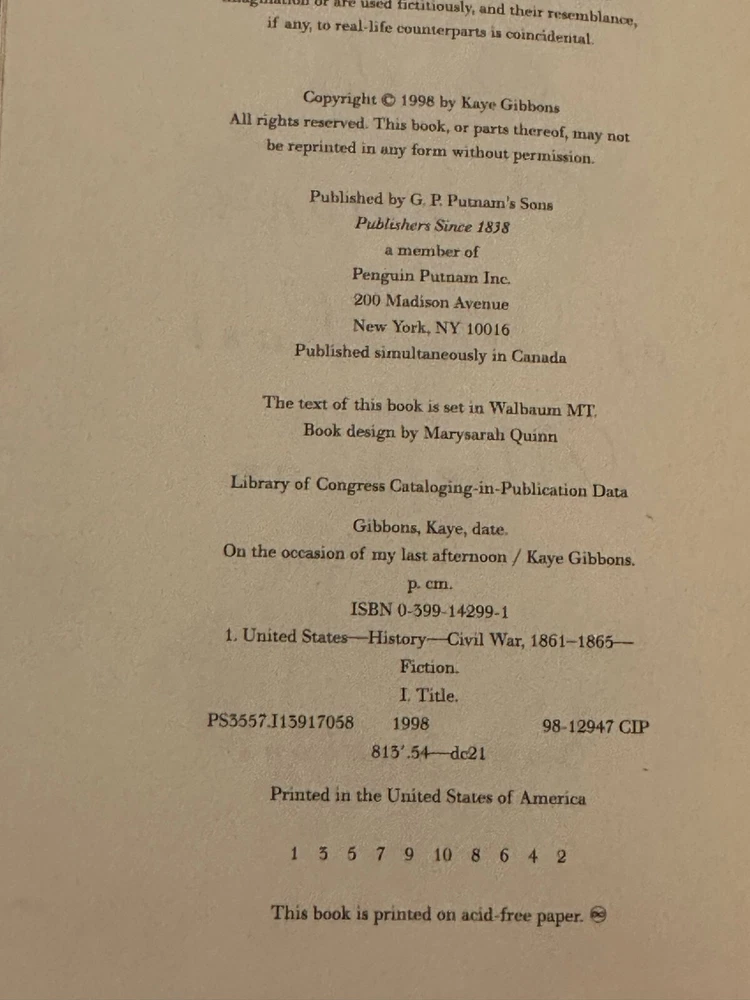 imagination or are used fictitiously, and their resemblance,
if any, to real-life counterparts is coincidental.
Copyright © 1998 by Kaye Gibbons
All rights reserved. This book, or parts thereof, may not
be reprinted in any form without permission.
Published by G. P. Putnam's Sons
Publishers Since 1838
a member of
Penguin Putnam Inc.
200 Madison Avenue
New York, NY 10016
Published simultaneously in Canada
The text of this book is set in Walbaum MT.
Book design by Marysarah Quinn
Library of Congress Cataloging-in-Publication Data
Gibbons, Kaye, date.
On the occasion of my last afternoon / Kaye Gibbons.
p. cm.
ISBN 0-399-14299-1
1. United States—History—Civil War, 1861–1865—
Fiction.
I. Title.
PS3557.I13917058 1998 98-12947 CIP
813'.54—dc21
Printed in the United States of America
1 3 5 7 9 10 8 6 4 2
This book is printed on acid-free paper. ♾